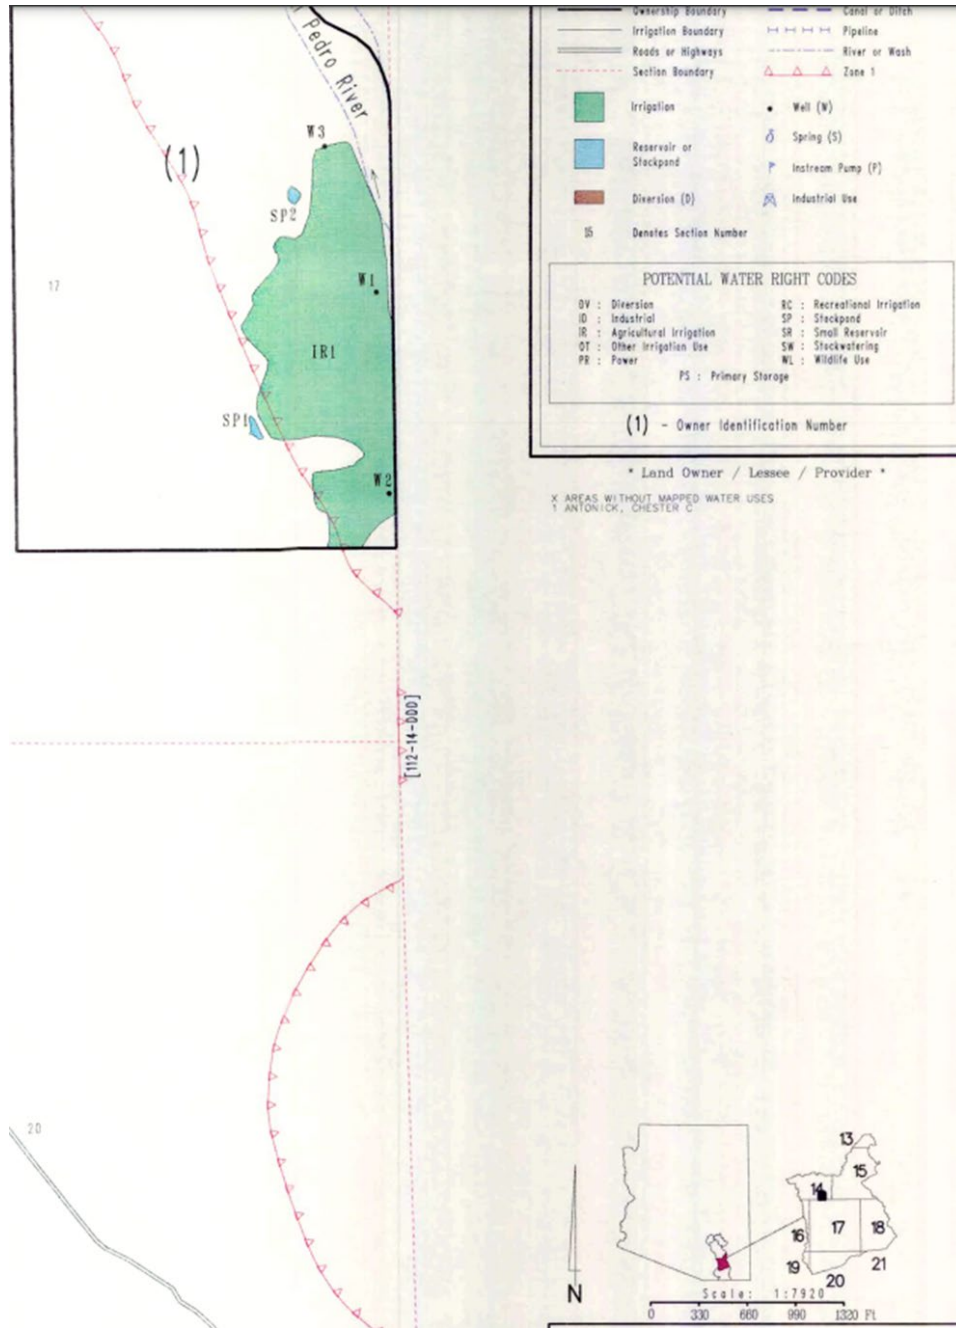 Pedro River
W3
(1)
SP2
17
W1
IR1
SP1
W2
[112-14-000]
20
Ownership Boundary
Canal or Ditch
Irrigation Boundary
Pipeline
Roads or Highways
River or Wash
Section Boundary
Zone 1
Irrigation
Well (W)
Spring (S)
Reservoir or
Stockpond
Instream Pump (P)
Diversion (D)
Industrial Use
15 Denotes Section Number
POTENTIAL WATER RIGHT CODES
DV : Diversion
RC : Recreational Irrigation
ID : Industrial
SP : Stockpond
IR : Agricultural Irrigation
SR : Small Reservoir
OT : Other Irrigation Use
SW : Stockwatering
PR : Power
WL : Wildlife Use
PS : Primary Storage
(1) - Owner Identification Number
* Land Owner / Lessee / Provider *
X AREAS WITHOUT MAPPED WATER USES
1 ANTONICK, CHESTER C
13
15
14
16
17
18
19
20
21
N
Scale: 1:7920
0 330 660 990 1320 Ft